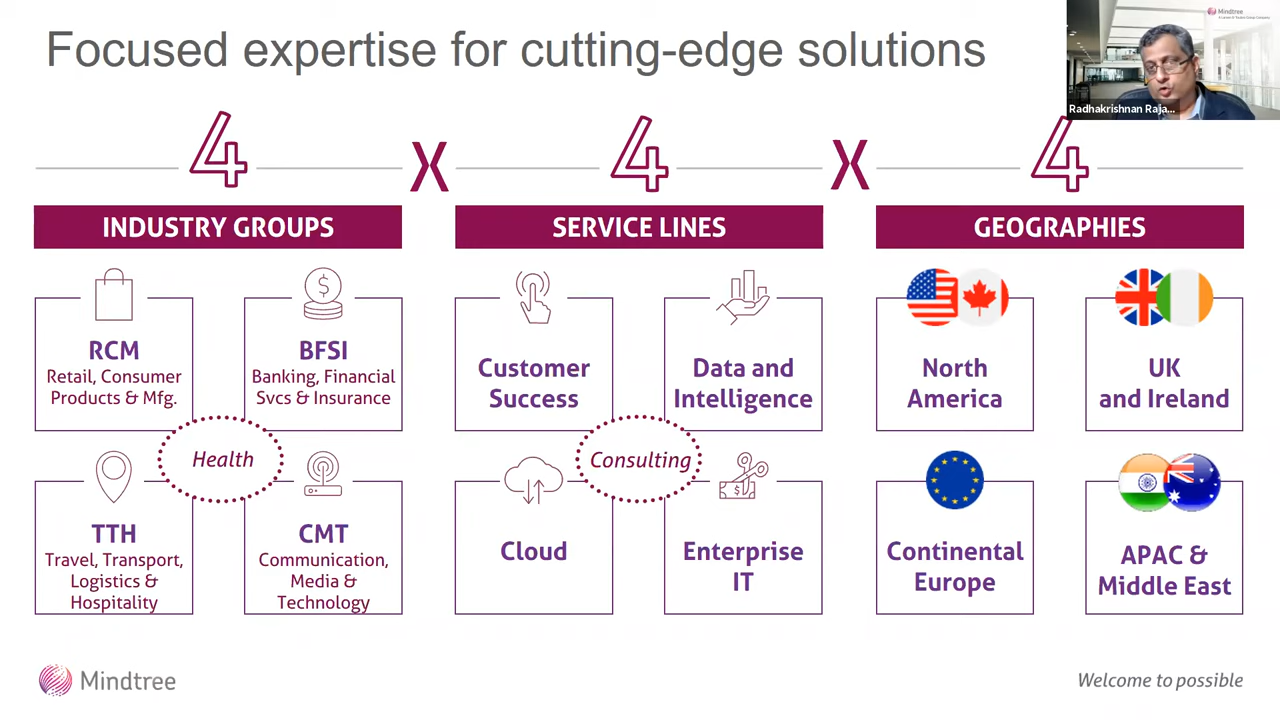 Focused expertise for cutting-edge solutions
Mindtree
Radhakrishnan Raja...
4 X 4 X 4
INDUSTRY GROUPS
SERVICE LINES
GEOGRAPHIES
$
RCM
Retail, Consumer
Products & Mfg.
BFSI
Banking, Financial
Svcs & Insurance
Customer
Success
Data and
Intelligence
North
America
UK
and Ireland
Health
Consulting
TTH
Travel, Transport,
Logistics &
Hospitality
CMT
Communication,
Media &
Technology
Cloud
$
Enterprise
IT
Continental
Europe
APAC &
Middle East
Mindtree
Welcome to possible